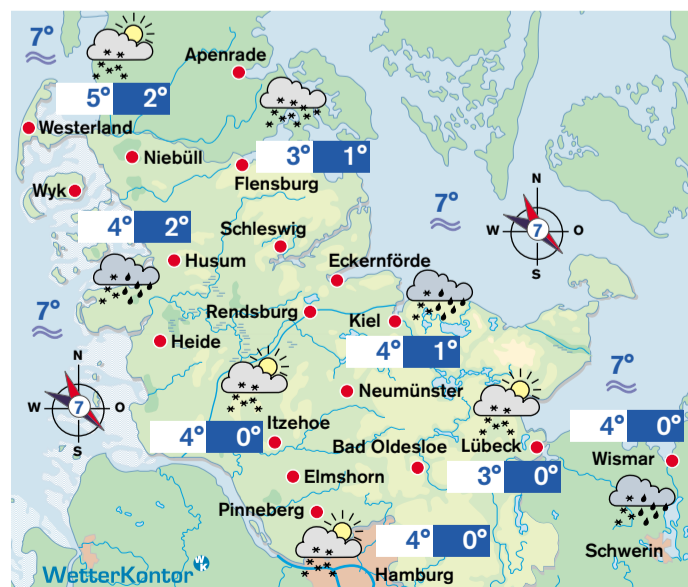 7°
Apenrade
5° 2°
Westerland
Niebüll
3° 1°
Flensburg
Wyk
N
W 7 O
S
7°
4° 2°
Schleswig
Husum
Eckernförde
7°
Rendsburg
Kiel
Heide
4° 1°
7°
N
W 7 O
S
Neumünster
4° 0°
Itzehoe
Bad Oldesloe
Lübeck
4° 0°
Wismar
3° 0°
Elmshorn
Pinneberg
4° 0°
Schwerin
WetterKontor
WK
Hamburg